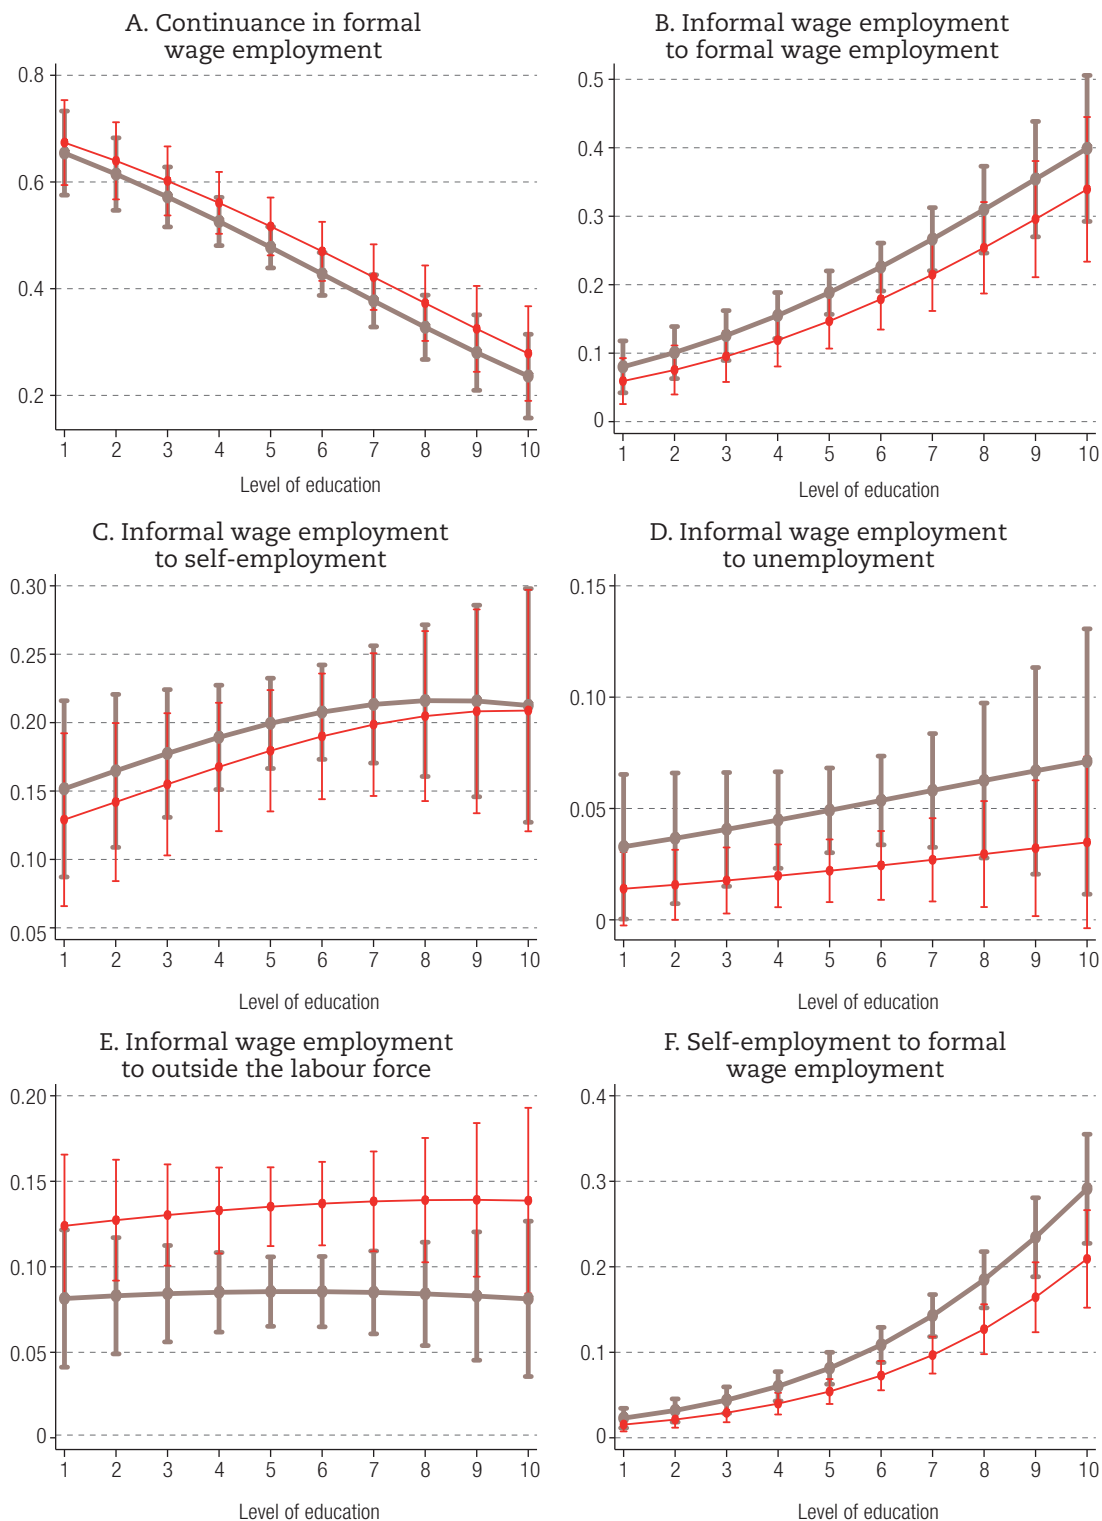 A. Continuance in formal
wage employment
0.8
0.6
0.4
0.2
1 2 3 4 5 6 7 8 9 10
Level of education
B. Informal wage employment
to formal wage employment
0.5
0.4
0.3
0.2
0.1
0
1 2 3 4 5 6 7 8 9 10
Level of education
C. Informal wage employment
to self-employment
0.30
0.25
0.20
0.15
0.10
0.05
1 2 3 4 5 6 7 8 9 10
Level of education
D. Informal wage employment
to unemployment
0.15
0.10
0.05
0
1 2 3 4 5 6 7 8 9 10
Level of education
E. Informal wage employment
to outside the labour force
0.20
0.15
0.10
0.05
0
1 2 3 4 5 6 7 8 9 10
Level of education
F. Self-employment to formal
wage employment
0.4
0.3
0.2
0.1
0
1 2 3 4 5 6 7 8 9 10
Level of education